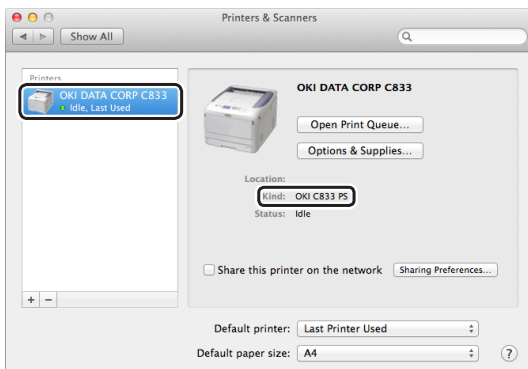 Printers & Scanners
Show All
Printers
OKI DATA CORP C833
Idle, Last Used
OKI DATA CORP C833
Open Print Queue...
Options & Supplies...
Location:
Kind: OKI C833 PS
Status: Idle
Share this printer on the network Sharing Preferences...
+ −
Default printer: Last Printer Used
Default paper size: A4 ?